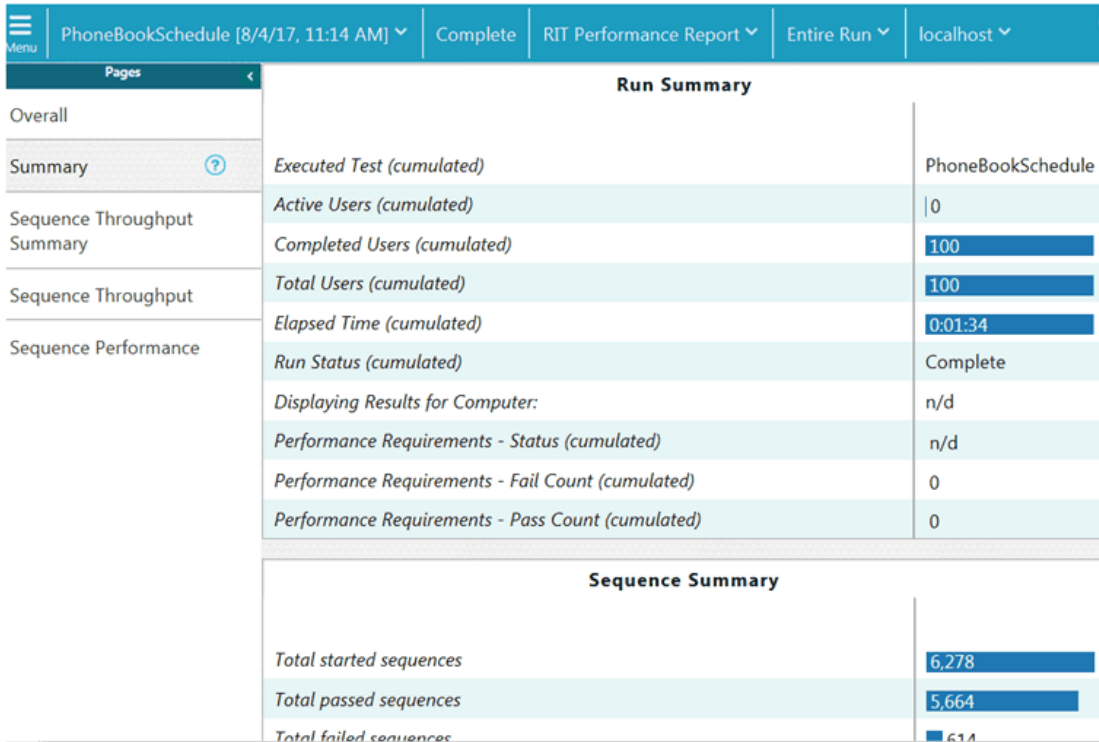 Menu
PhoneBookSchedule [8/4/17, 11:14 AM]
Complete
RIT Performance Report
Entire Run
localhost
Pages
Overall
Summary ?
Sequence Throughput
Summary
Sequence Throughput
Sequence Performance
Run Summary
Executed Test (cumulated) PhoneBookSchedule
Active Users (cumulated) 0
Completed Users (cumulated) 100
Total Users (cumulated) 100
Elapsed Time (cumulated) 0:01:34
Run Status (cumulated) Complete
Displaying Results for Computer: n/d
Performance Requirements - Status (cumulated) n/d
Performance Requirements - Fail Count (cumulated) 0
Performance Requirements - Pass Count (cumulated) 0
Sequence Summary
Total started sequences 6,278
Total passed sequences 5,664
Total failed sequences 614